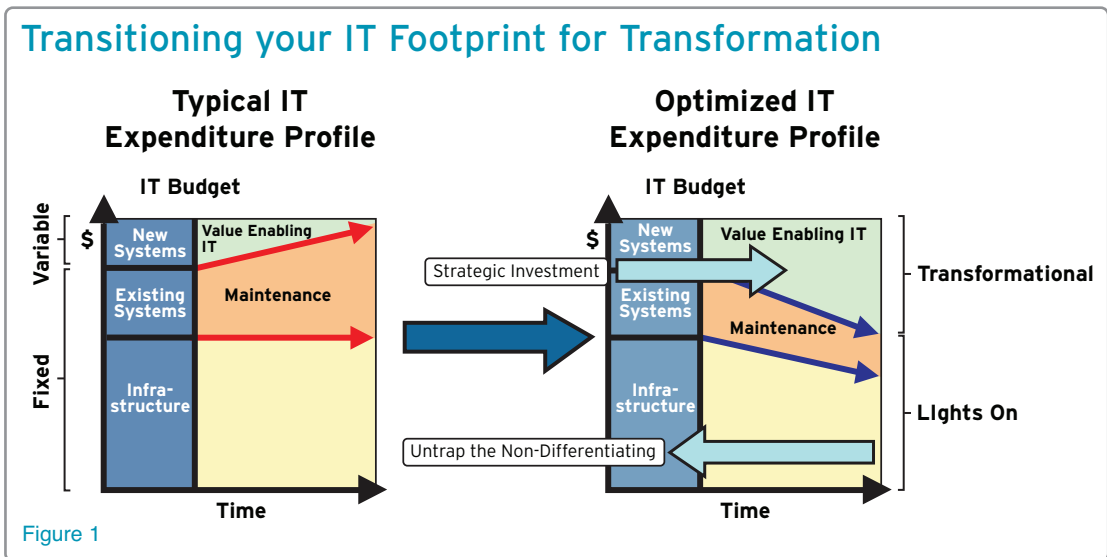 Transitioning your IT Footprint for Transformation
Typical IT
Expenditure Profile
IT Budget
Variable
Fixed
$
New
Systems
Existing
Systems
Infra-
structure
Value Enabling
IT
Maintenance
Time
Optimized IT
Expenditure Profile
IT Budget
$
New
Systems
Existing
Systems
Infra-
structure
Value Enabling IT
Strategic Investment
Maintenance
Untrap the Non-Differentiating
Time
Transformational
LIghts On
Figure 1